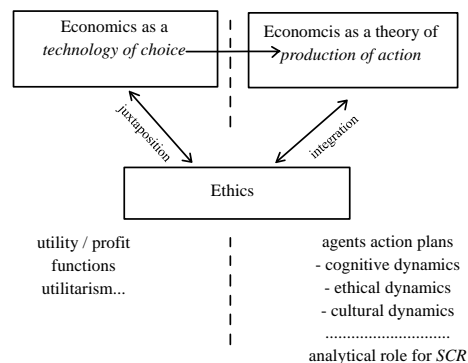 Economics as a
technology of choice
Economcis as a theory of
production of action
juxtaposition
integration
Ethics
utility / profit
functions
utilitarism...
agents action plans
- cognitive dynamics
- ethical dynamics
- cultural dynamics
.............................
analytical role for SCR